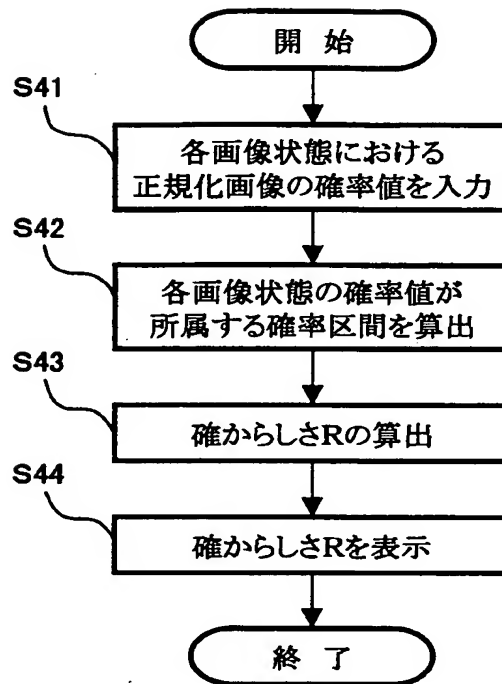 開 始
S41
各画像状態における
正規化画像の確率値を入力
S42
各画像状態の確率値が
所属する確率区間を算出
S43
確からしさRの算出
S44
確からしさRを表示
終 了